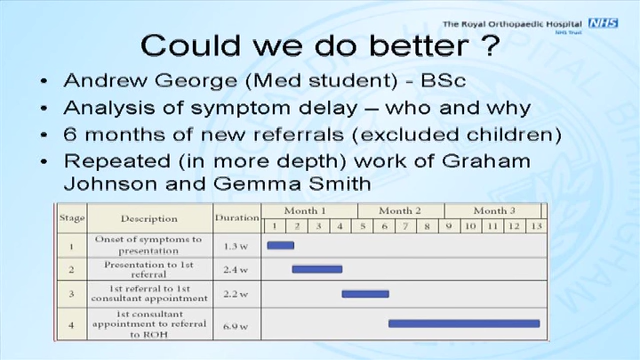 The Royal Orthopaedic Hospital NHS
NHS Trust
Could we do better ?
• Andrew George (Med student) - BSc
• Analysis of symptom delay – who and why
• 6 months of new referrals (excluded children)
• Repeated (in more depth) work of Graham
Johnson and Gemma Smith
Stage Description Duration Month 1 Month 2 Month 3
1 2 3 4 5 6 7 8 9 10 11 12 13
1 Onset of symptoms to presentation 1.3 w
2 Presentation to 1st referral 2.4 w
3 1st referral to 1st consultant appointment 2.2 w
4 1st consultant appointment to referral to ROH 6.9 w